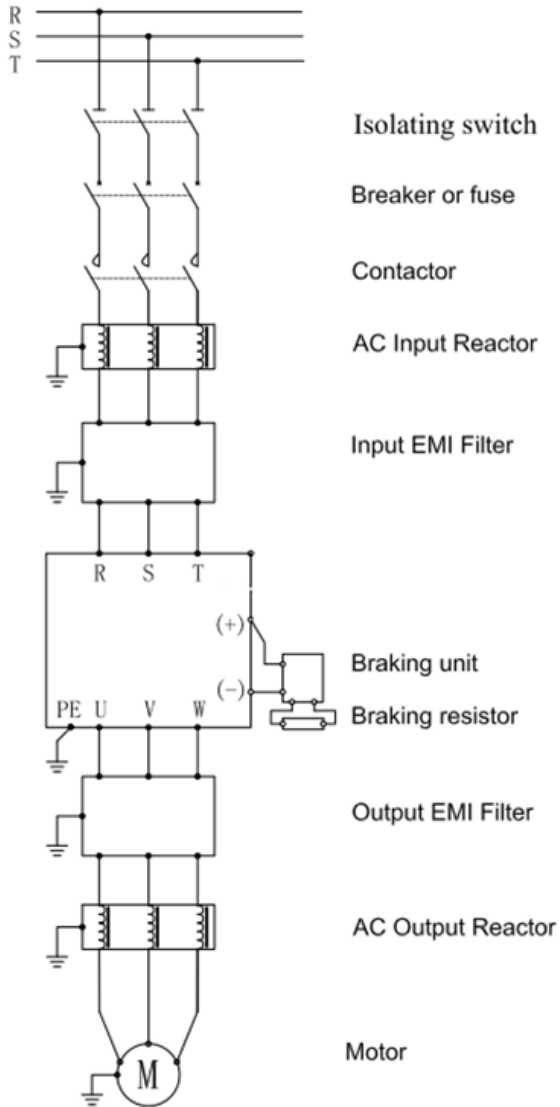 R
S
T
Isolating switch
Breaker or fuse
Contactor
AC Input Reactor
Input EMI Filter
R S T
(+)
(-)
Braking unit
PE U V W
Braking resistor
Output EMI Filter
AC Output Reactor
M
Motor